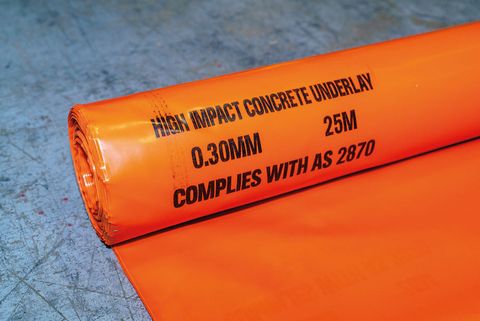 HIGH IMPACT CONCRETE UNDERLAY
0.30MM 25M
COMPLIES WITH AS 2870